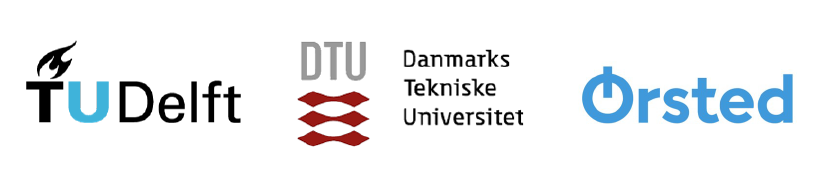 TUDelft
DTU
Danmarks
Tekniske
Universitet
Ørsted